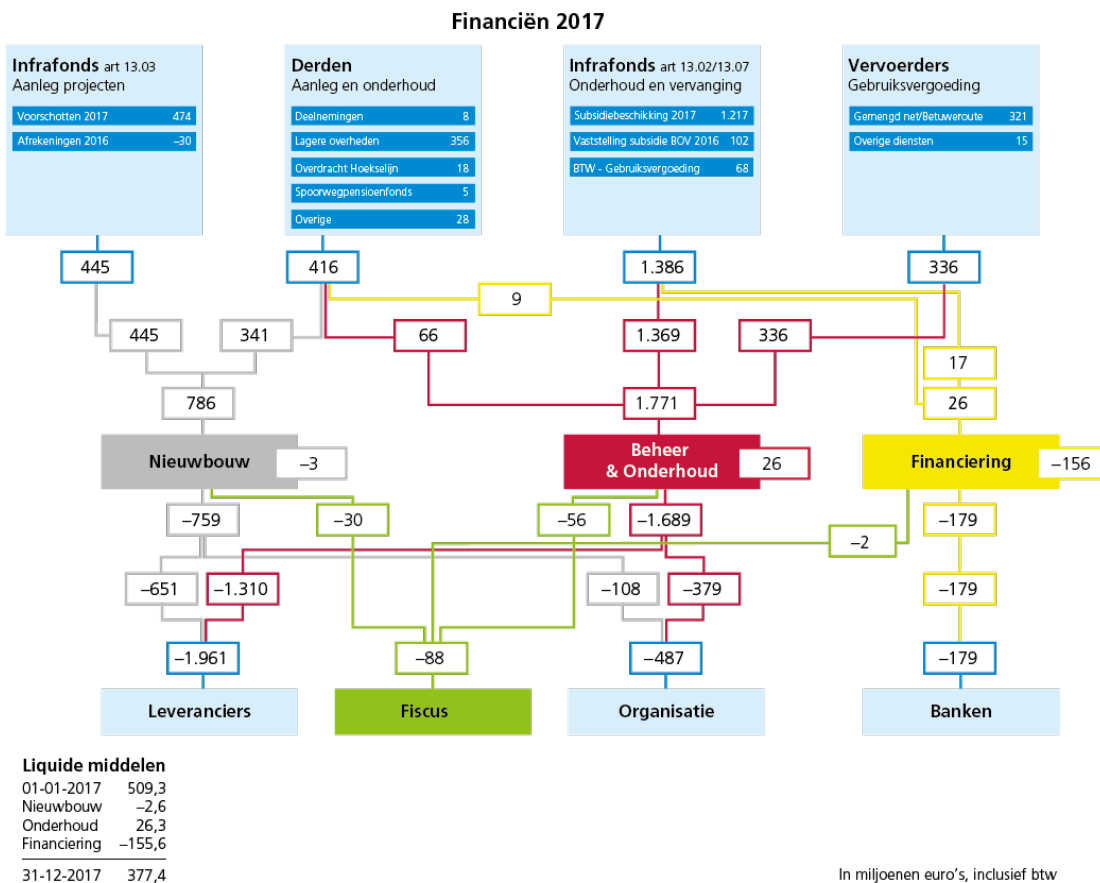 Financiën 2017
Infrafonds art 13.03
Aanleg projecten
Voorschotten 2017 474
Afrekeningen 2016 –30
Derden
Aanleg en onderhoud
Deelnemingen 8
Lagere overheden 356
Overdracht Hoekselijn 18
Spoorwegpensioenfonds 5
Overige 28
Infrafonds art 13.02/13.07
Onderhoud en vervanging
Subsidiebeschikking 2017 1.217
Vaststelling subsidie BOV 2016 102
BTW - Gebruiksvergoeding 68
Vervoerders
Gebruiksvergoeding
Gemengd net/Betuweroute 321
Overige diensten 15
445 416 1.386 336
9
445 341 66 1.369 336
17
786 1.771 26
Nieuwbouw –3
Beheer
& Onderhoud 26
Financiering –156
–759 –30 –56 –1.689 –179
–2
–651 –1.310 –108 –379 –179
–1.961 –88 –487 –179
Leveranciers Fiscus Organisatie Banken
Liquide middelen
01-01-2017 509,3
Nieuwbouw –2,6
Onderhoud 26,3
Financiering –155,6
31-12-2017 377,4
In miljoenen euro's, inclusief btw